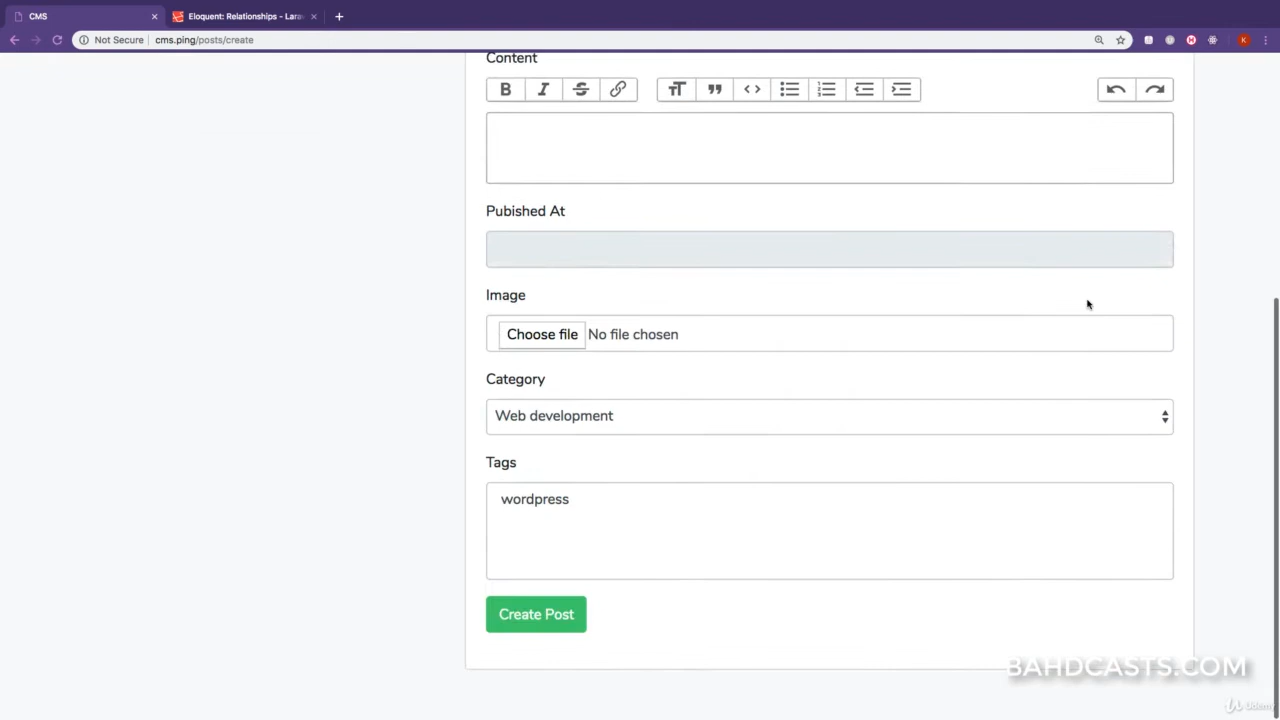 CMS
Eloquent: Relationships - Lara
Not Secure
cms.ping/posts/create
K
Content
Pubished At
Image
Choose file No file chosen
Category
Web development
Tags
wordpress
Create Post
BAHDCASTS.COM
Udemy